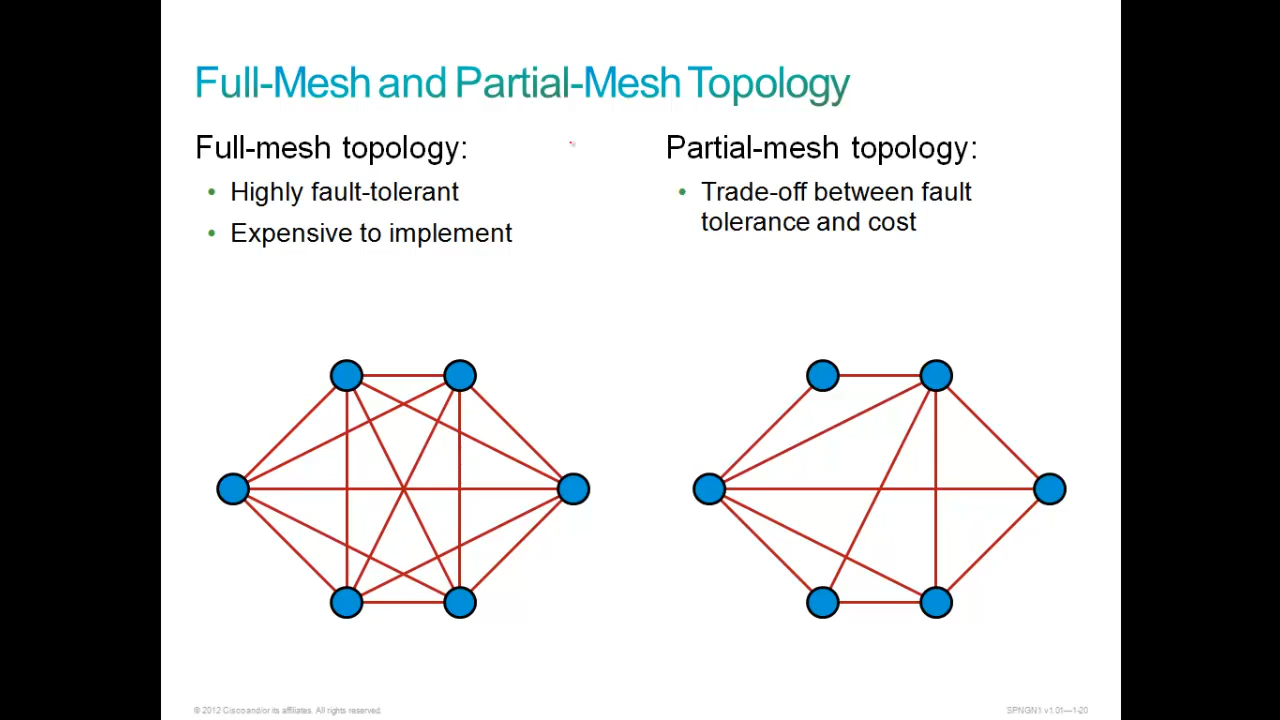 Full-Mesh and Partial-Mesh Topology
Full-mesh topology:
• Highly fault-tolerant
• Expensive to implement
Partial-mesh topology:
• Trade-off between fault
tolerance and cost
© 2012 Cisco and/or its affiliates. All rights reserved.
SPNGN1 v1.01—1-20